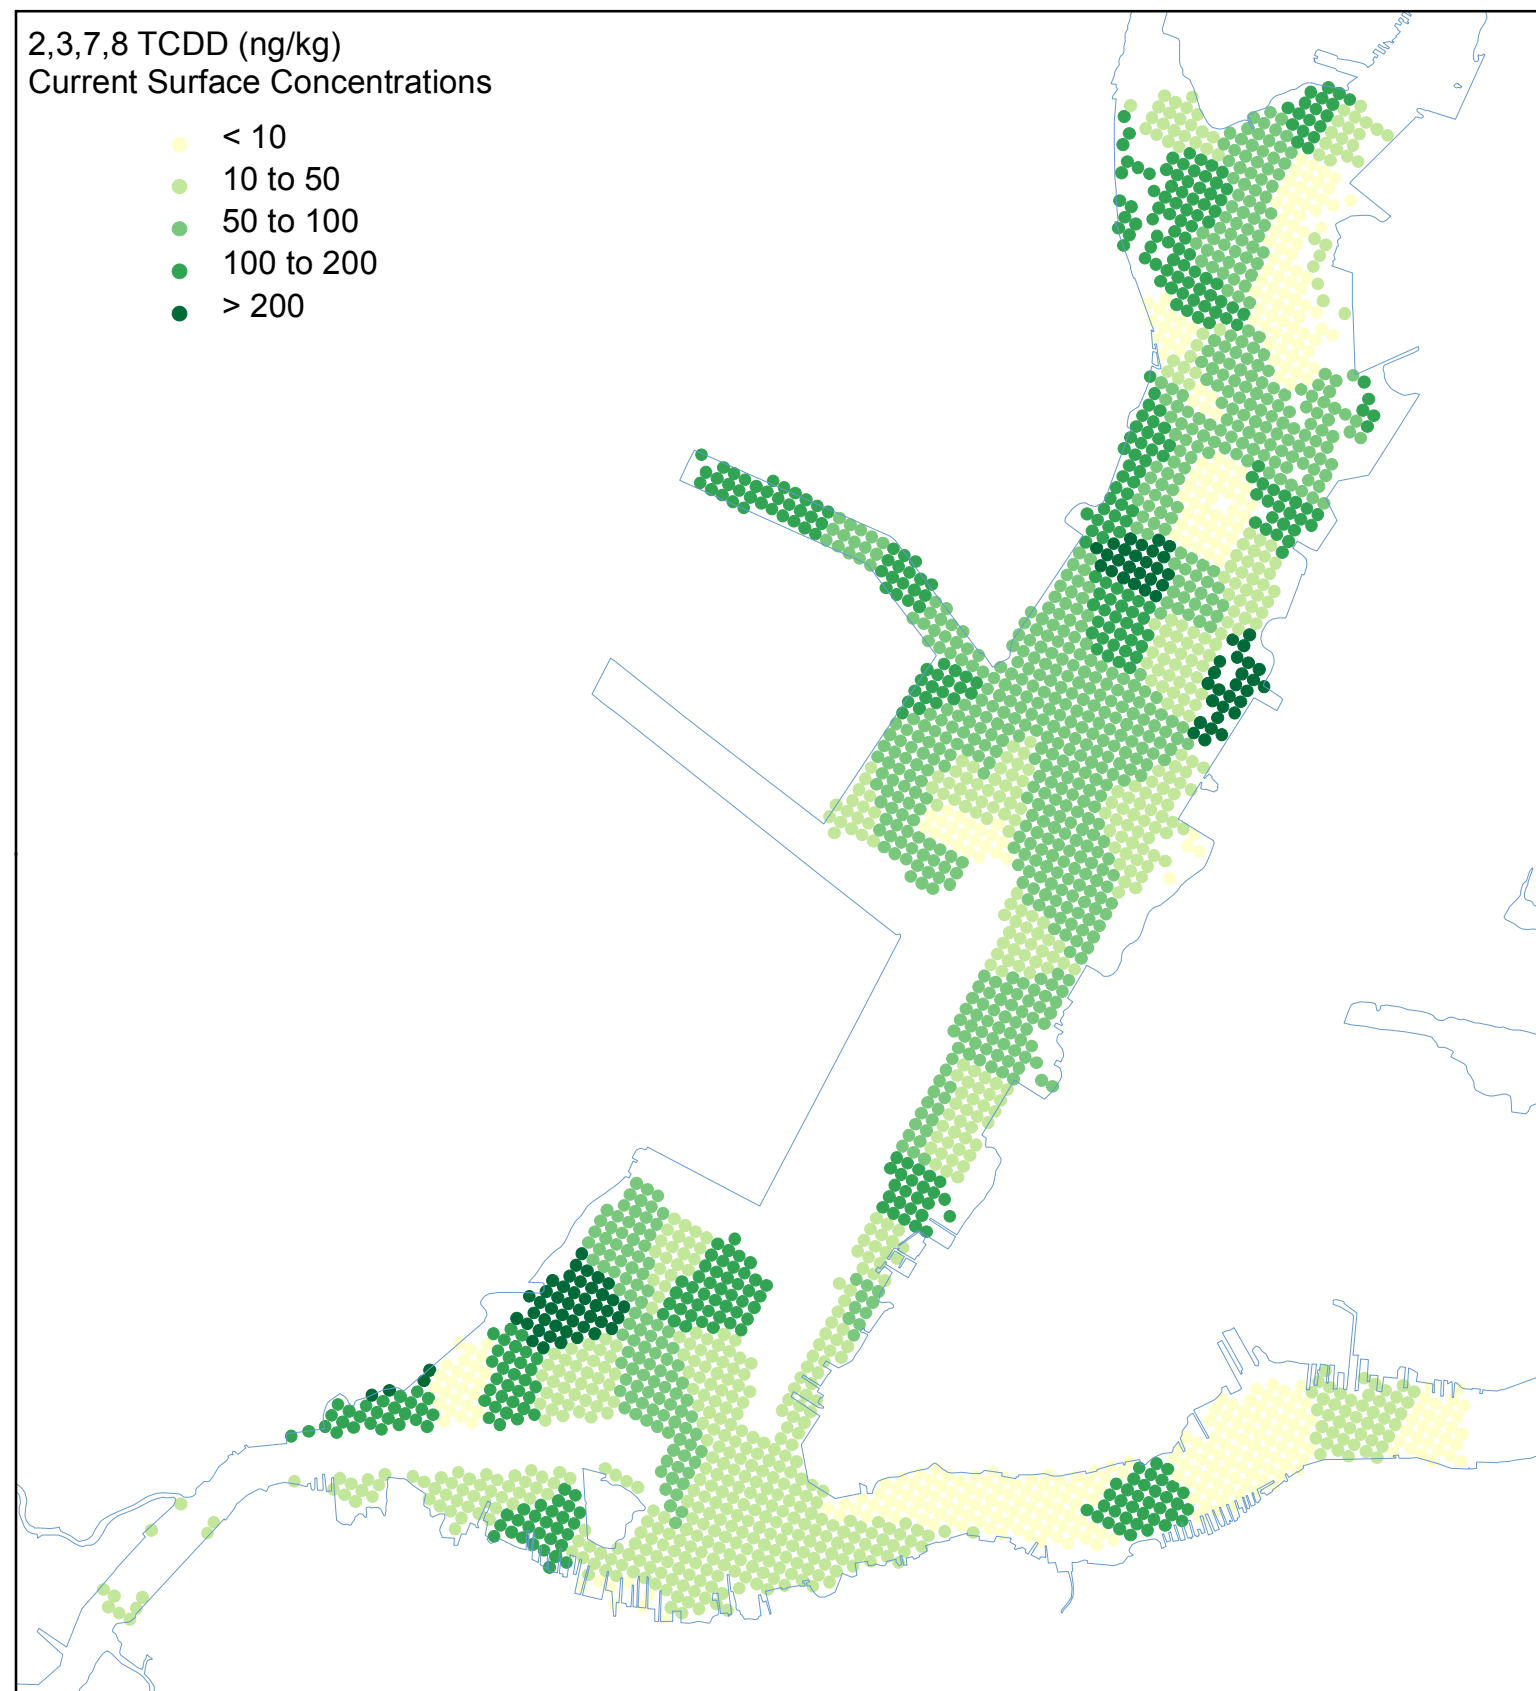 2,3,7,8 TCDD (ng/kg)
Current Surface Concentrations
< 10
10 to 50
50 to 100
100 to 200
> 200